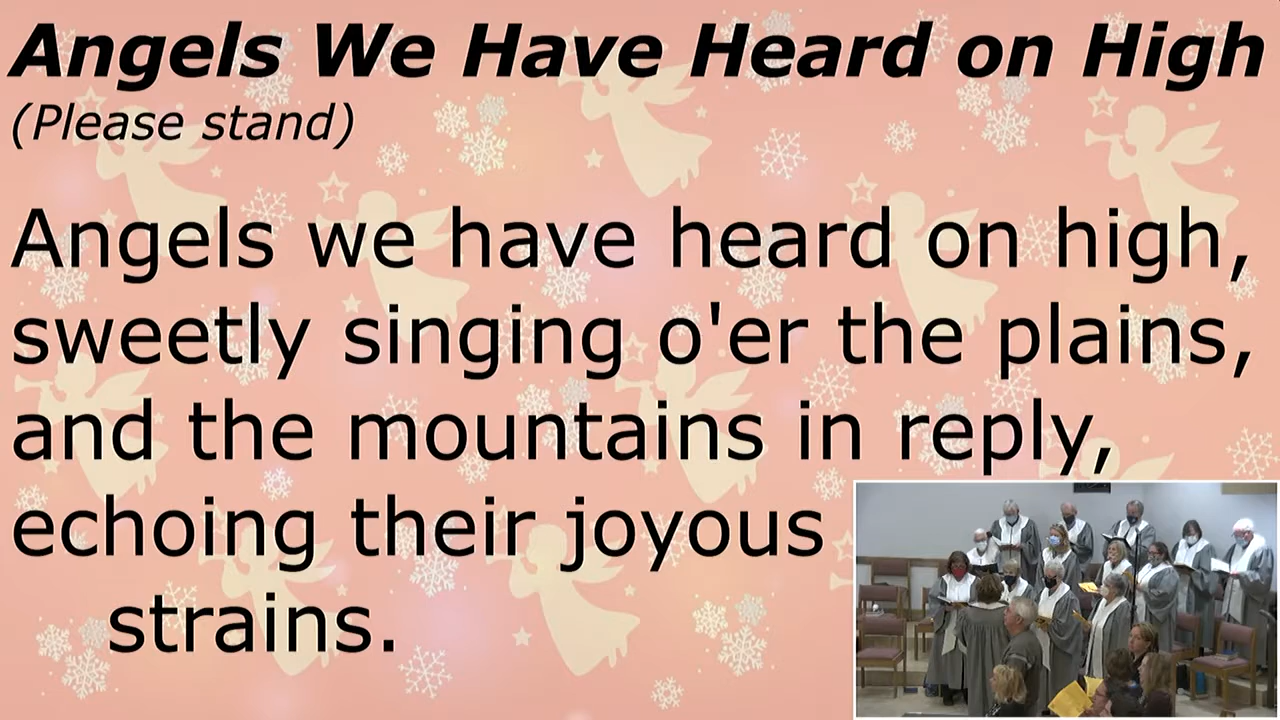 Angels We Have Heard on High
(Please stand)
Angels we have heard on high,
sweetly singing o'er the plains,
and the mountains in reply,
echoing their joyous
strains.